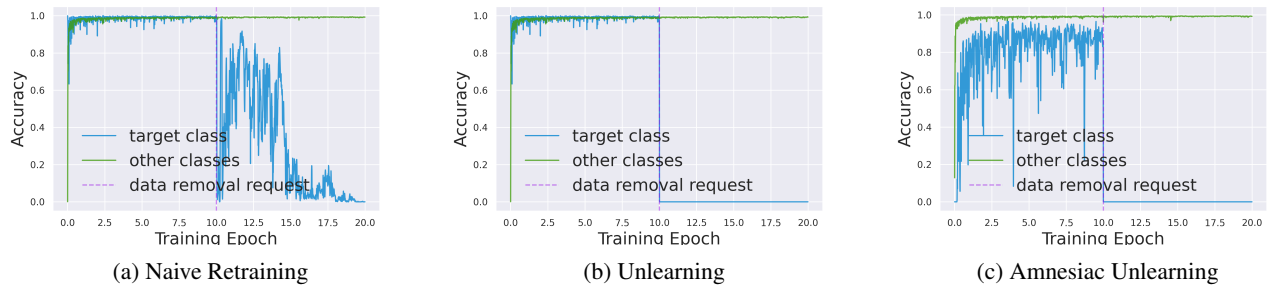 1.0
0.8
0.6
0.4
0.2
0.0
Accuracy
target class
other classes
data removal request
0.0 2.5 5.0 7.5 10.0 12.5 15.0 17.5 20.0
Training Epoch
(a) Naive Retraining
1.0
0.8
0.6
0.4
0.2
0.0
Accuracy
target class
other classes
data removal request
0.0 2.5 5.0 7.5 10.0 12.5 15.0 17.5 20.0
Training Epoch
(b) Unlearning
1.0
0.8
0.6
0.4
0.2
0.0
Accuracy
target class
other classes
data removal request
0.0 2.5 5.0 7.5 10.0 12.5 15.0 17.5 20.0
Training Epoch
(c) Amnesiac Unlearning